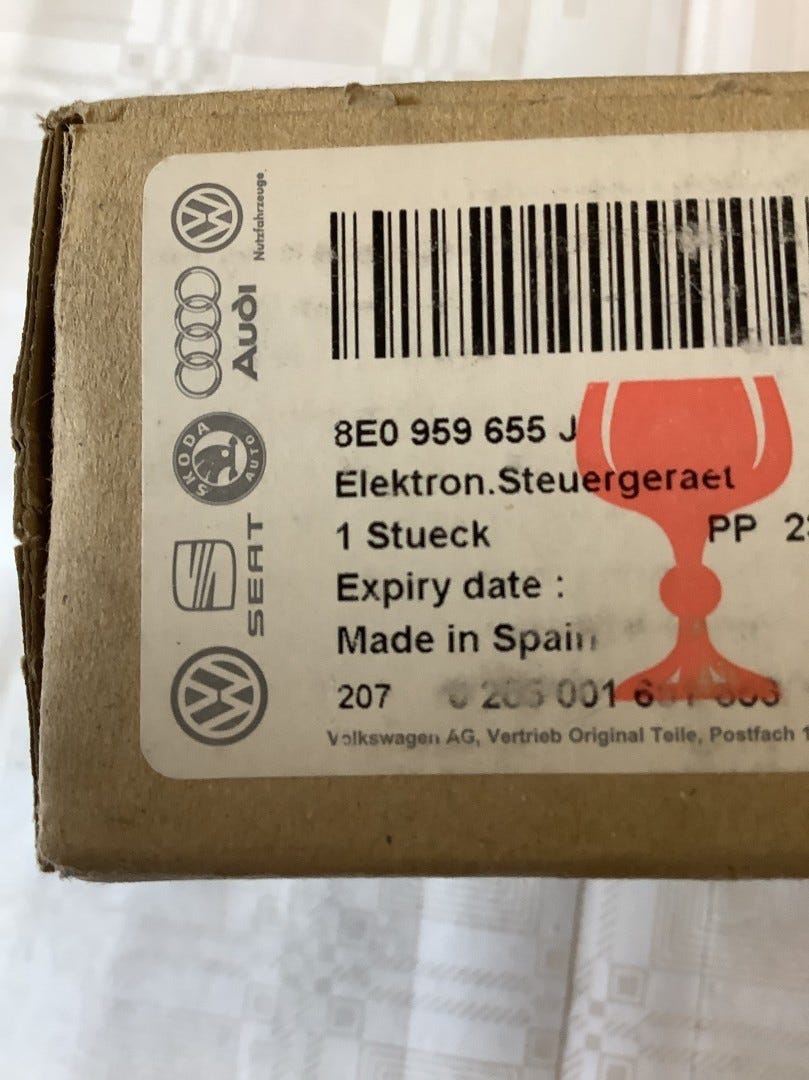 Nutzfahrzeuge.
Audi
SKODA AUTO
SEAT
8E0 959 655 J
Elektron.Steuergeraet
1 Stueck PP
Expiry date :
Made in Spain
207 001
Volkswagen AG, Vertrieb Original Teile, Postfach